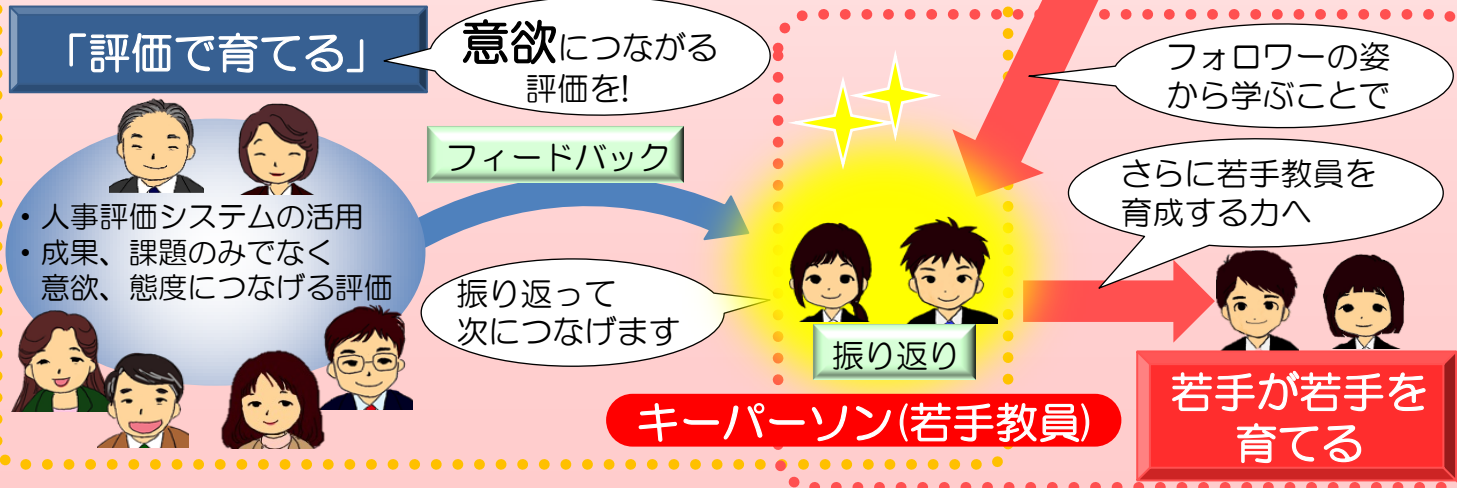 「評価で育てる」
意欲につながる
評価を!
フィードバック
・人事評価システムの活用
・成果、課題のみでなく
意欲、態度につなげる評価
振り返って
次につなげます
振り返り
キーパーソン(若手教員)
フォロワーの姿
から学ぶことで
さらに若手教員を
育成する力へ
若手が若手を
育てる